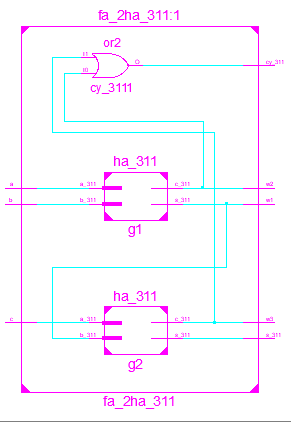 fa_2ha_311:1
or2
I1
I0
O
cy_311
cy_3111
ha_311
a
a_311
c_311
w2
b
b_311
s_311
w1
g1
ha_311
c
a_311
c_311
w3
b_311
s_311
s_311
g2
fa_2ha_311